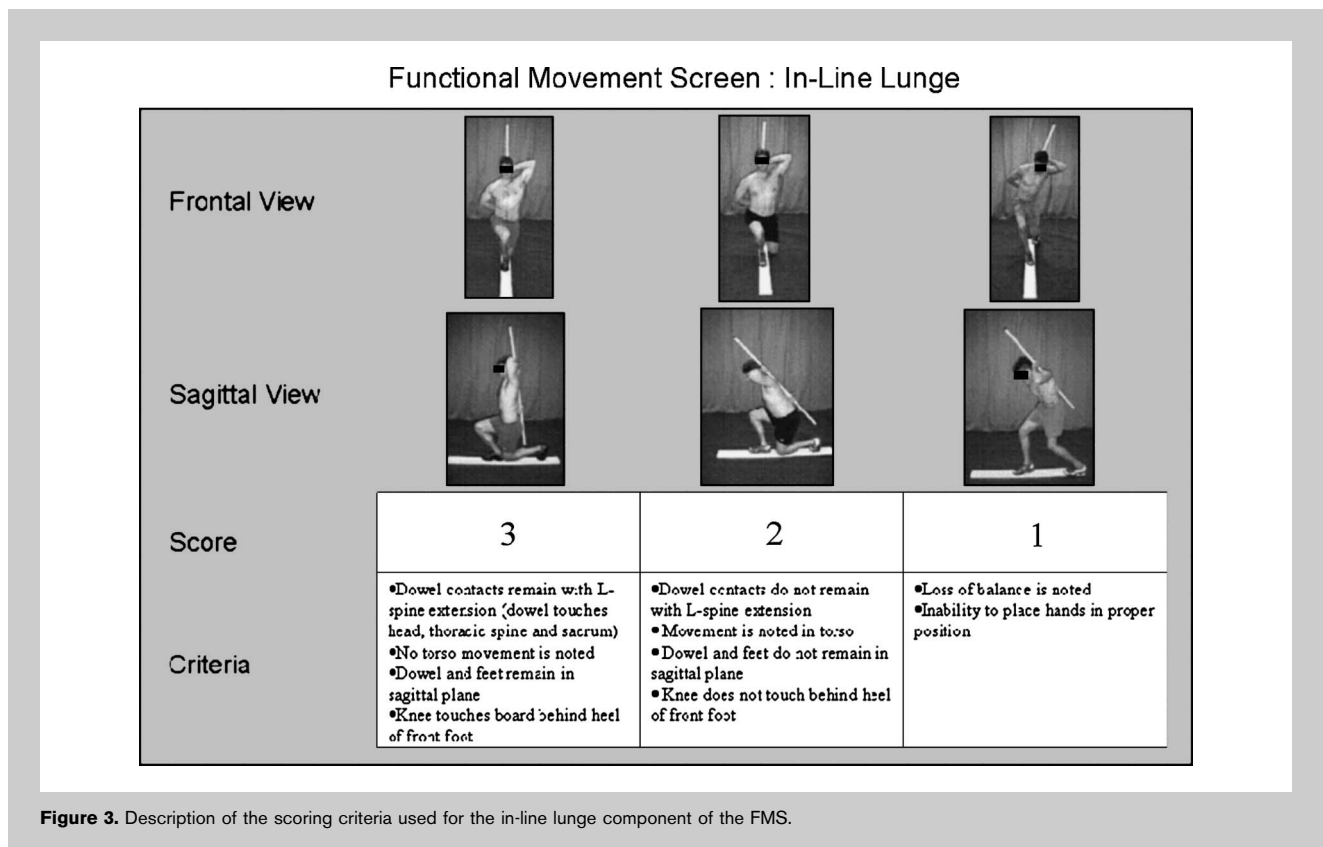 Functional Movement Screen : In-Line Lunge
Frontal View
Sagittal View
Score
3
2
1
Criteria
•Dowel contacts remain with L-
spine extension (dowel touches
head, thoracic spine and sacrum)
•No torso movement is noted
•Dowel and feet remain in
sagittal plane
•Knee touches board behind heel
of front foot
•Dowel contacts do not remain
with L-spine extension
•Movement is noted in torso
•Dowel and feet do not remain in
sagittal plane
•Knee does not touch behind heel
of front foot
•Loss of balance is noted
•Inability to place hands in proper
position
Figure 3. Description of the scoring criteria used for the in-line lunge component of the FMS.